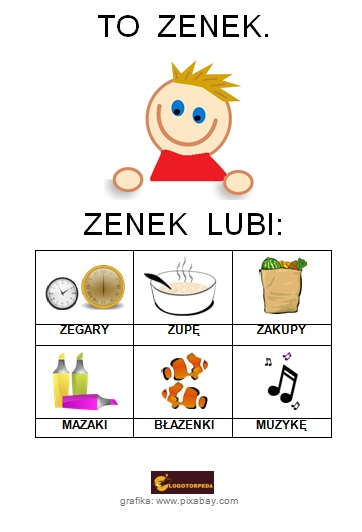 TO ZENEK.
ZENEK LUBI:
ZEGARY ZUPĘ ZAKUPY
MAZAKI BŁAZENKI MUZYKĘ
LOGOTORPEDA
grafika: www.pixabay.com